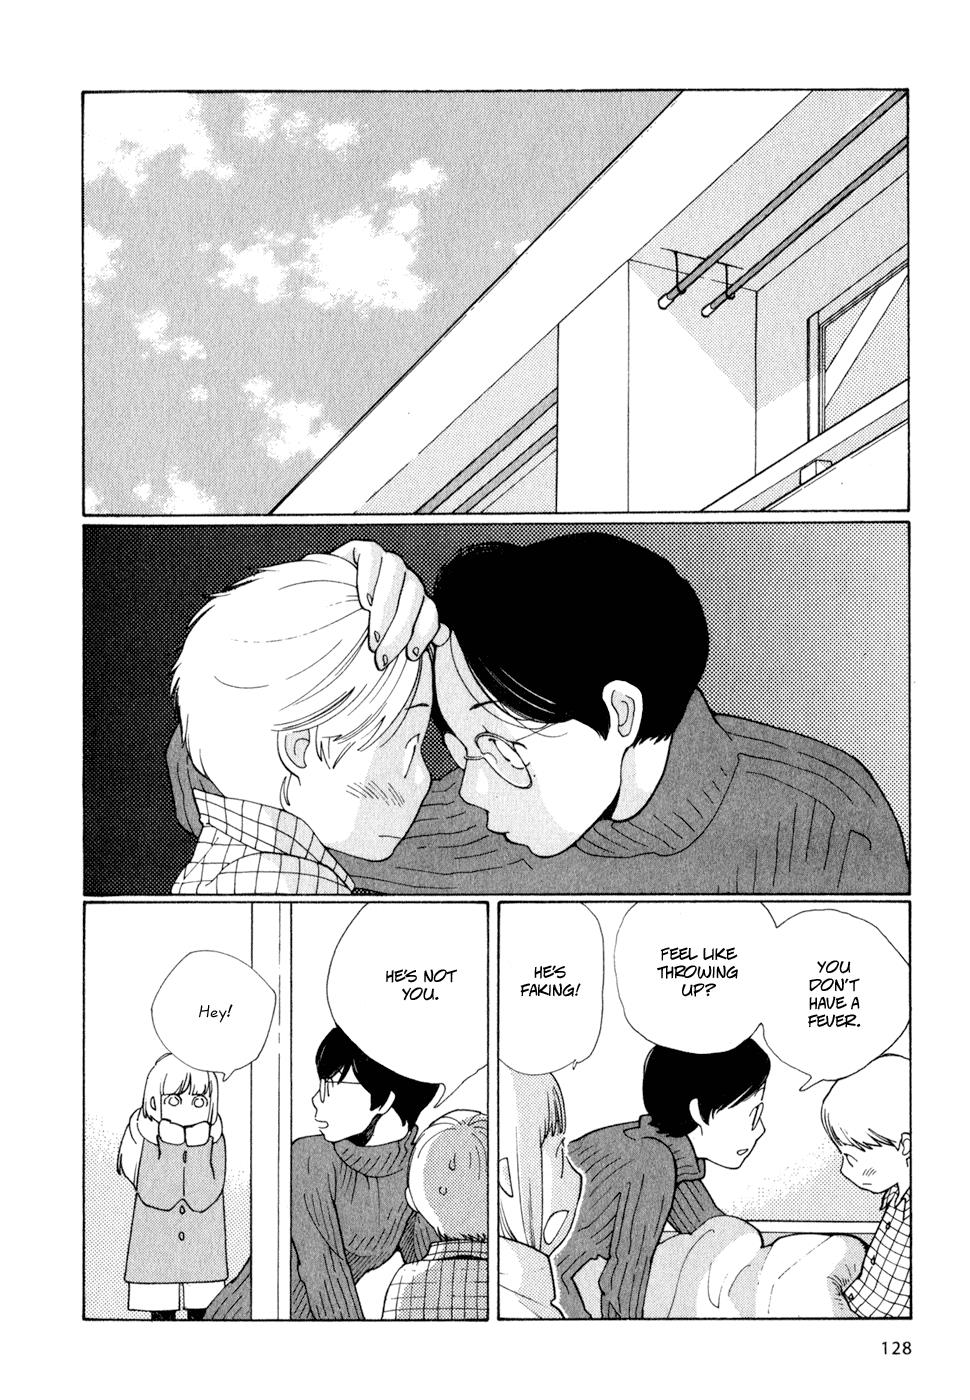 YOU
DON'T
HAVE A
FEVER.
FEEL LIKE
THROWING
UP?
HE'S
FAKING!
HE'S NOT
YOU.
Hey!
128